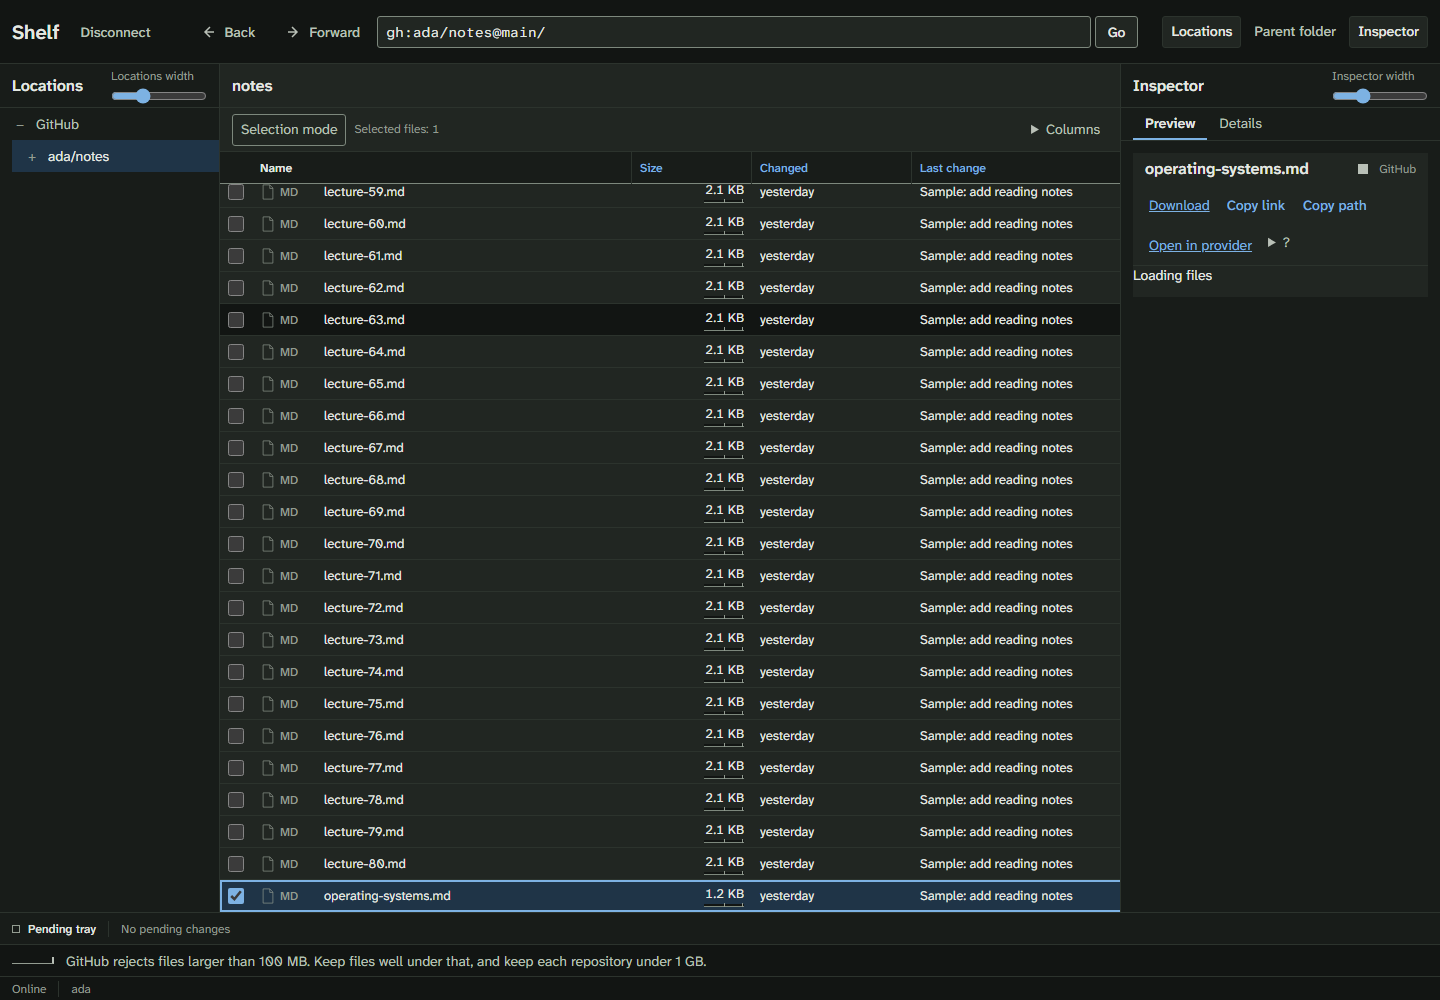 Shelf Disconnect Back Forward gh:ada/notes@main/ Go Locations Parent folder Inspector
Locations Locations width
GitHub
ada/notes
notes
Selection mode Selected files: 1 Columns
Name Size Changed Last change
MD lecture-59.md 2.1 KB yesterday Sample: add reading notes
MD lecture-60.md 2.1 KB yesterday Sample: add reading notes
MD lecture-61.md 2.1 KB yesterday Sample: add reading notes
MD lecture-62.md 2.1 KB yesterday Sample: add reading notes
MD lecture-63.md 2.1 KB yesterday Sample: add reading notes
MD lecture-64.md 2.1 KB yesterday Sample: add reading notes
MD lecture-65.md 2.1 KB yesterday Sample: add reading notes
MD lecture-66.md 2.1 KB yesterday Sample: add reading notes
MD lecture-67.md 2.1 KB yesterday Sample: add reading notes
MD lecture-68.md 2.1 KB yesterday Sample: add reading notes
MD lecture-69.md 2.1 KB yesterday Sample: add reading notes
MD lecture-70.md 2.1 KB yesterday Sample: add reading notes
MD lecture-71.md 2.1 KB yesterday Sample: add reading notes
MD lecture-72.md 2.1 KB yesterday Sample: add reading notes
MD lecture-73.md 2.1 KB yesterday Sample: add reading notes
MD lecture-74.md 2.1 KB yesterday Sample: add reading notes
MD lecture-75.md 2.1 KB yesterday Sample: add reading notes
MD lecture-76.md 2.1 KB yesterday Sample: add reading notes
MD lecture-77.md 2.1 KB yesterday Sample: add reading notes
MD lecture-78.md 2.1 KB yesterday Sample: add reading notes
MD lecture-79.md 2.1 KB yesterday Sample: add reading notes
MD lecture-80.md 2.1 KB yesterday Sample: add reading notes
MD operating-systems.md 1.2 KB yesterday Sample: add reading notes
Inspector Inspector width
Preview Details
operating-systems.md GitHub
Download Copy link Copy path
Open in provider ?
Loading files
Pending tray No pending changes
GitHub rejects files larger than 100 MB. Keep files well under that, and keep each repository under 1 GB.
Online ada